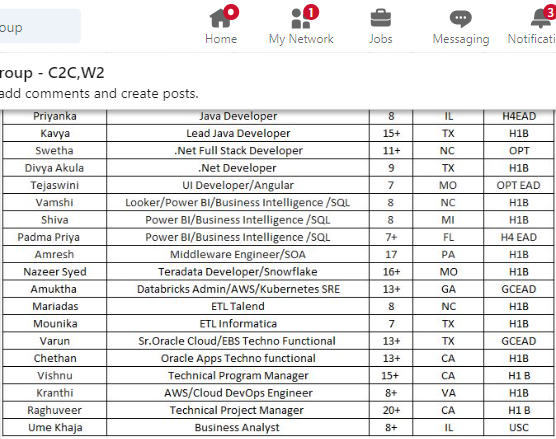 oup
1
3
Home
My Network
Jobs
Messaging
Notificati
roup - C2C,W2
add comments and create posts.
Priyanka Java Developer 8 IL H4EAD
Kavya Lead Java Developer 15+ TX H1B
Swetha .Net Full Stack Developer 11+ NC OPT
Divya Akula .Net Developer 9 TX H1B
Tejaswini UI Developer/Angular 7 MO OPT EAD
Vamshi Looker/Power BI/Business Intelligence /SQL 8 NC H1B
Shiva Power BI/Business Intelligence /SQL 8 MI H1B
Padma Priya Power BI/Business Intelligence /SQL 7+ FL H4 EAD
Amresh Middleware Engineer/SOA 17 PA H1B
Nazeer Syed Teradata Developer/Snowflake 16+ MO H1B
Amuktha Databricks Admin/AWS/Kubernetes SRE 13+ GA GCEAD
Mariadas ETL Talend 8 NC H1B
Mounika ETL Informatica 7 TX H1B
Varun Sr.Oracle Cloud/EBS Techno Functional 13+ TX GCEAD
Chethan Oracle Apps Techno functional 13+ CA H1B
Vishnu Technical Program Manager 15+ CA H1 B
Kranthi AWS/Cloud DevOps Engineer 8+ VA H1B
Raghuveer Technical Project Manager 20+ CA H1 B
Ume Khaja Business Analyst 8+ IL USC